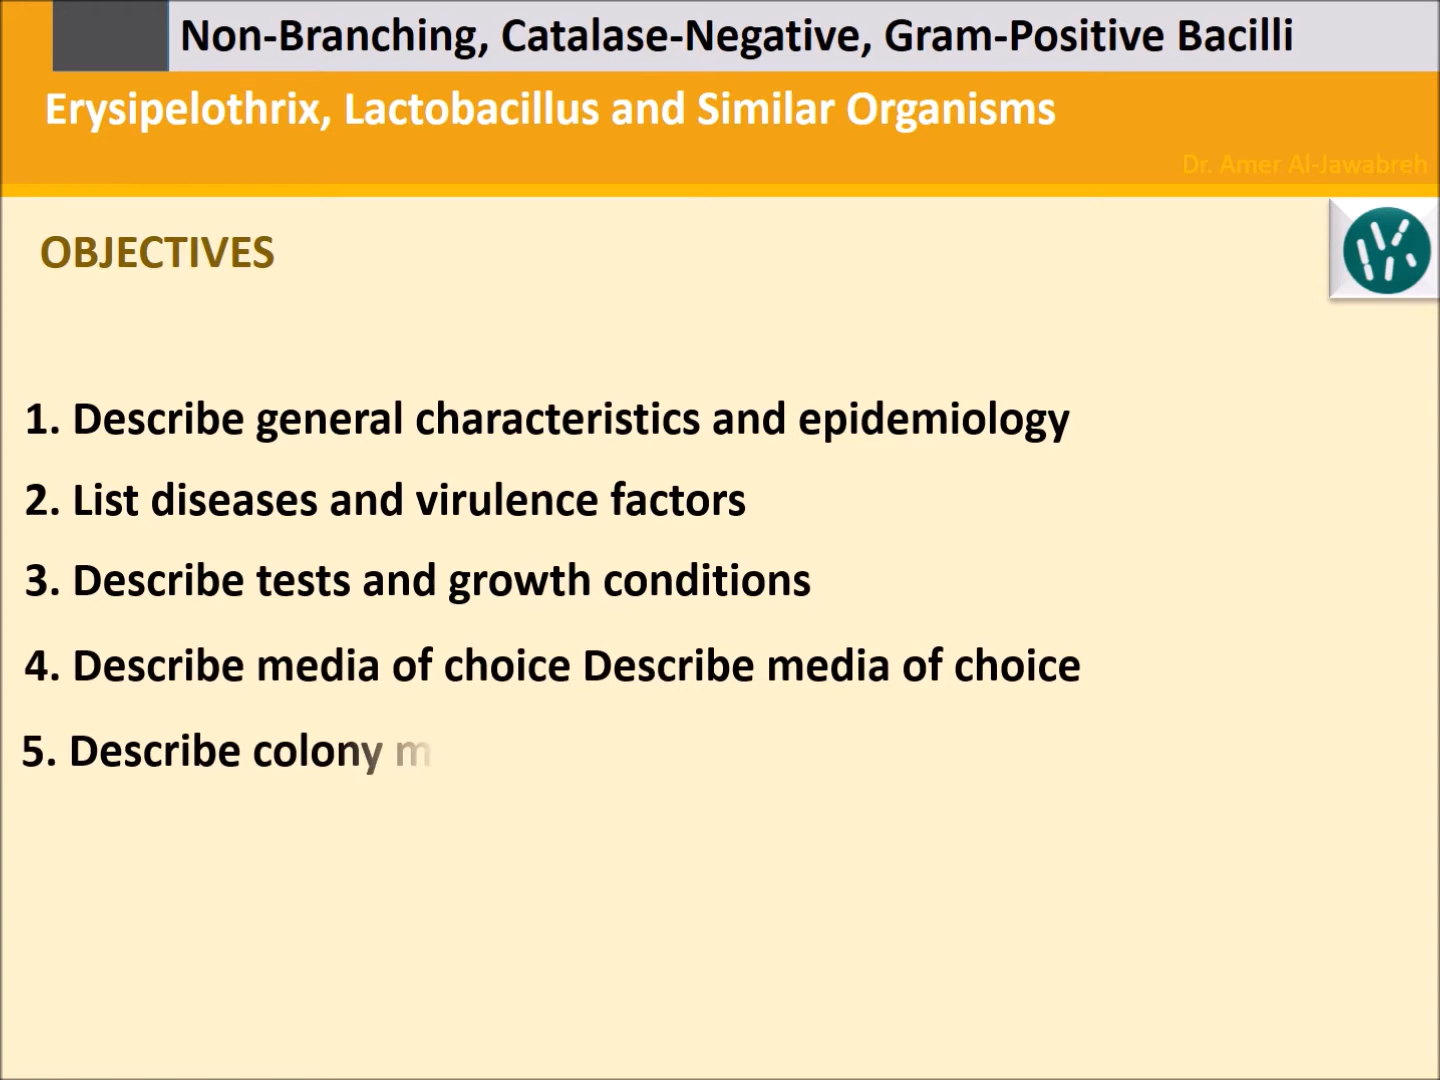 Non-Branching, Catalase-Negative, Gram-Positive Bacilli
Erysipelothrix, Lactobacillus and Similar Organisms
Dr. Amer Al-Jawabreh
OBJECTIVES
1. Describe general characteristics and epidemiology
2. List diseases and virulence factors
3. Describe tests and growth conditions
4. Describe media of choice Describe media of choice
5. Describe colony m